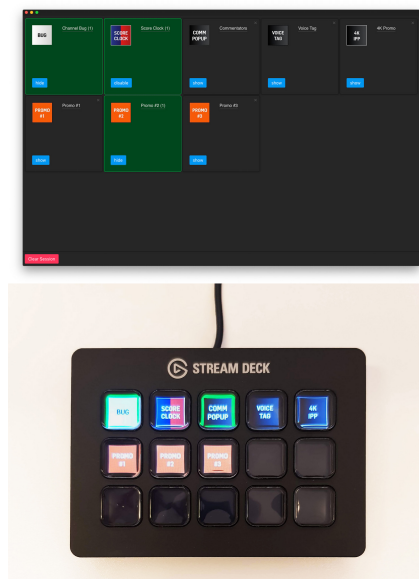 BUG
Channel Bug (1)
hide
SCORE
CLOCK
Score Clock (1)
disable
COMM
POPUP
Commentators
show
VOICE
TAG
Voice Tag
show
4K
IPP
4K Promo
show
PROMO
#1
Promo #1
show
PROMO
#2
Promo #2 (1)
hide
PROMO
#3
Promo #3
show
Clear Session
STREAM DECK
BUG
SCORE
CLOCK
COMM
POPUP
VOICE
TAG
4K
IPP
PROMO
#1
PROMO
#2
PROMO
#3